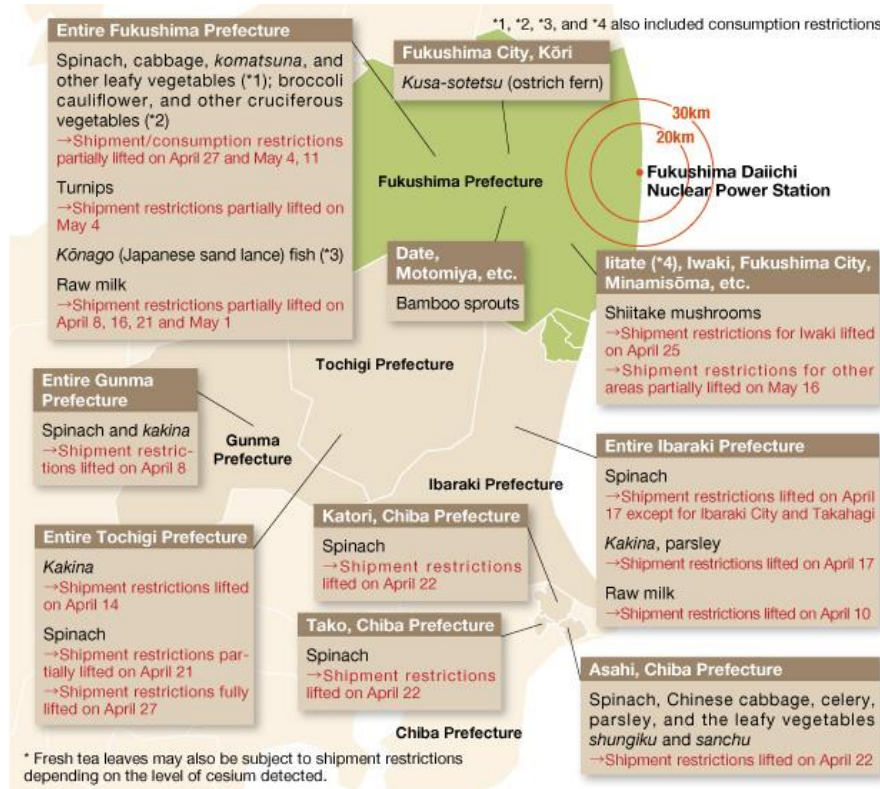 *1, *2, *3, and *4 also included consumption restrictions
Entire Fukushima Prefecture
Spinach, cabbage, komatsuna, and
other leafy vegetables (*1); broccoli
cauliflower, and other cruciferous
vegetables (*2)
→Shipment/consumption restrictions
partially lifted on April 27 and May 4, 11
Turnips
→Shipment restrictions partially lifted on
May 4
Kōnago (Japanese sand lance) fish (*3)
Raw milk
→Shipment restrictions partially lifted on
April 8, 16, 21 and May 1
Fukushima City, Kōri
Kusa-sotetsu (ostrich fern)
30km
20km
Fukushima Daiichi
Nuclear Power Station
Fukushima Prefecture
Date,
Motomiya, etc.
Bamboo sprouts
Iitate (*4), Iwaki, Fukushima City,
Minamisōma, etc.
Shiitake mushrooms
→Shipment restrictions for Iwaki lifted
on April 25
→Shipment restrictions for other
areas partially lifted on May 16
Tochigi Prefecture
Entire Gunma
Prefecture
Spinach and kakina
→Shipment restric-
tions lifted on April 8
Gunma
Prefecture
Ibaraki Prefecture
Entire Ibaraki Prefecture
Spinach
→Shipment restrictions lifted on April
17 except for Ibaraki City and Takahagi
Kakina, parsley
→Shipment restrictions lifted on April 17
Raw milk
→Shipment restrictions lifted on April 10
Entire Tochigi Prefecture
Kakina
→Shipment restrictions lifted
on April 14
Spinach
→Shipment restrictions par-
tially lifted on April 21
→Shipment restrictions fully
lifted on April 27
Katori, Chiba Prefecture
Spinach
→Shipment restrictions
lifted on April 22
Tako, Chiba Prefecture
Spinach
→Shipment restrictions
lifted on April 22
Asahi, Chiba Prefecture
Spinach, Chinese cabbage, celery,
parsley, and the leafy vegetables
shungiku and sanchu
→Shipment restrictions lifted on April 22
Chiba Prefecture
* Fresh tea leaves may also be subject to shipment restrictions
depending on the level of cesium detected.